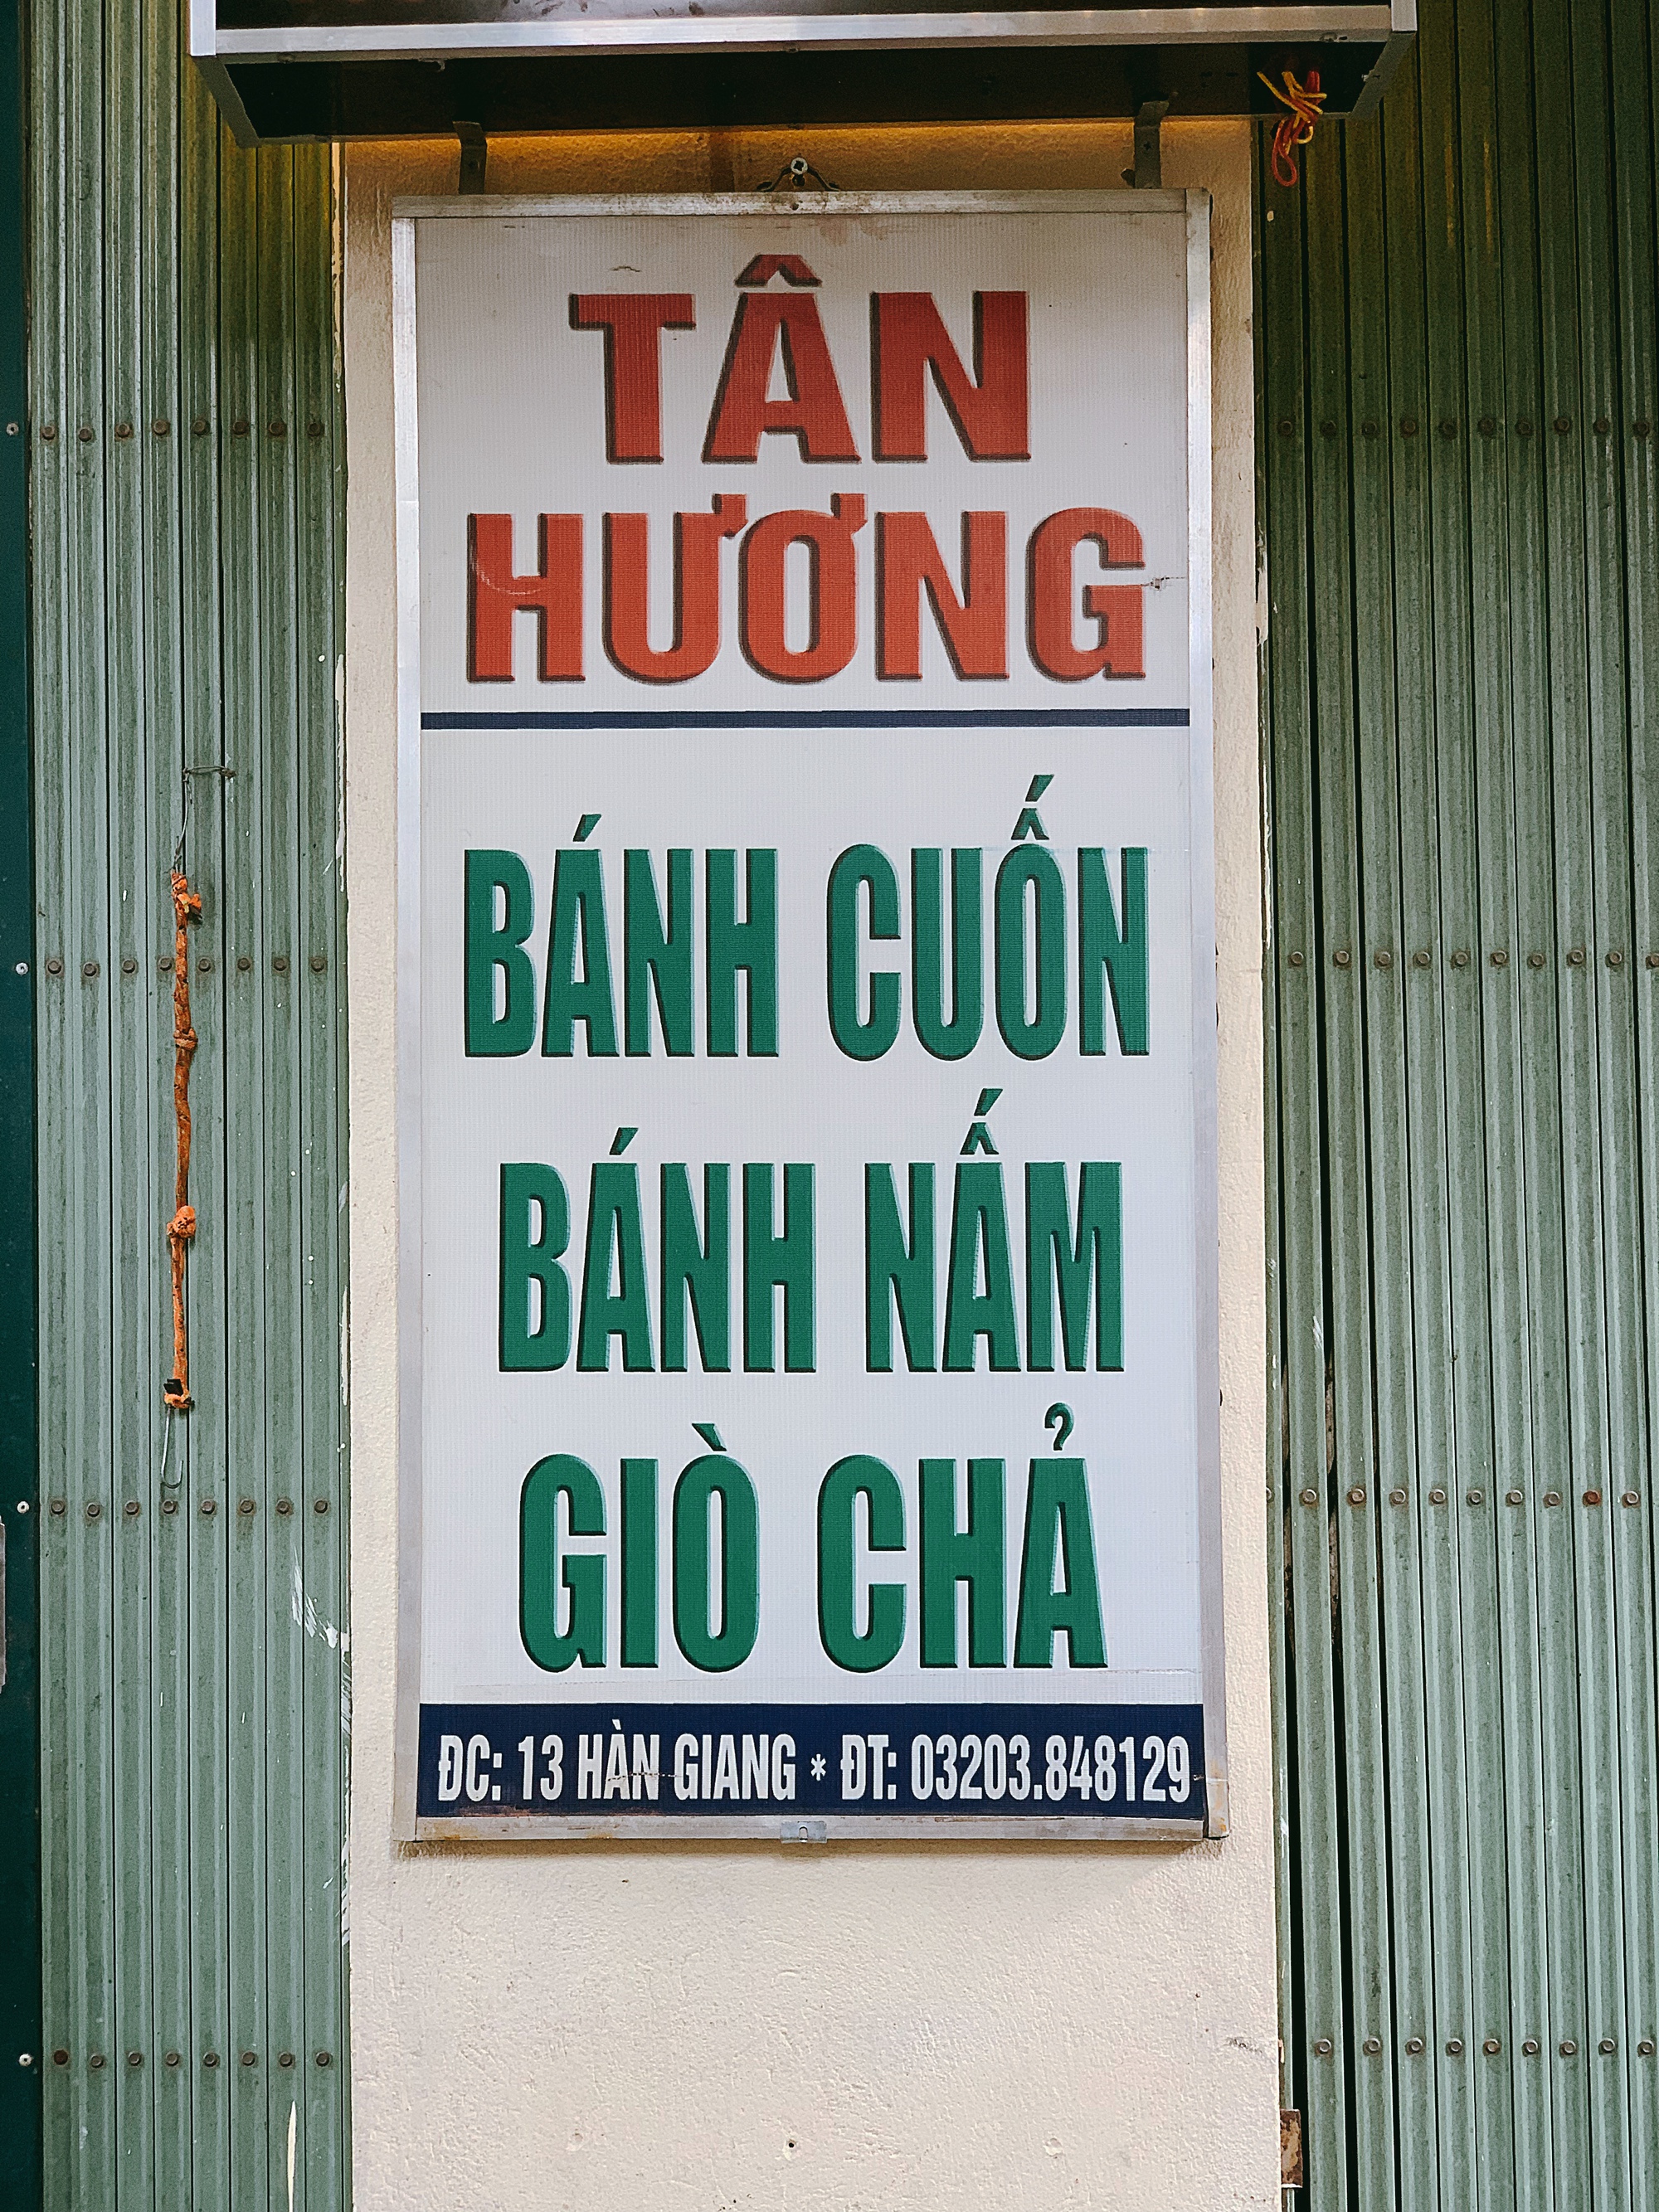 TÂN
HƯƠNG
BÁNH CUỐN
BÁNH NẤM
GIÒ CHẢ
ĐC: 13 HÀN GIANG * ĐT: 03203.848129